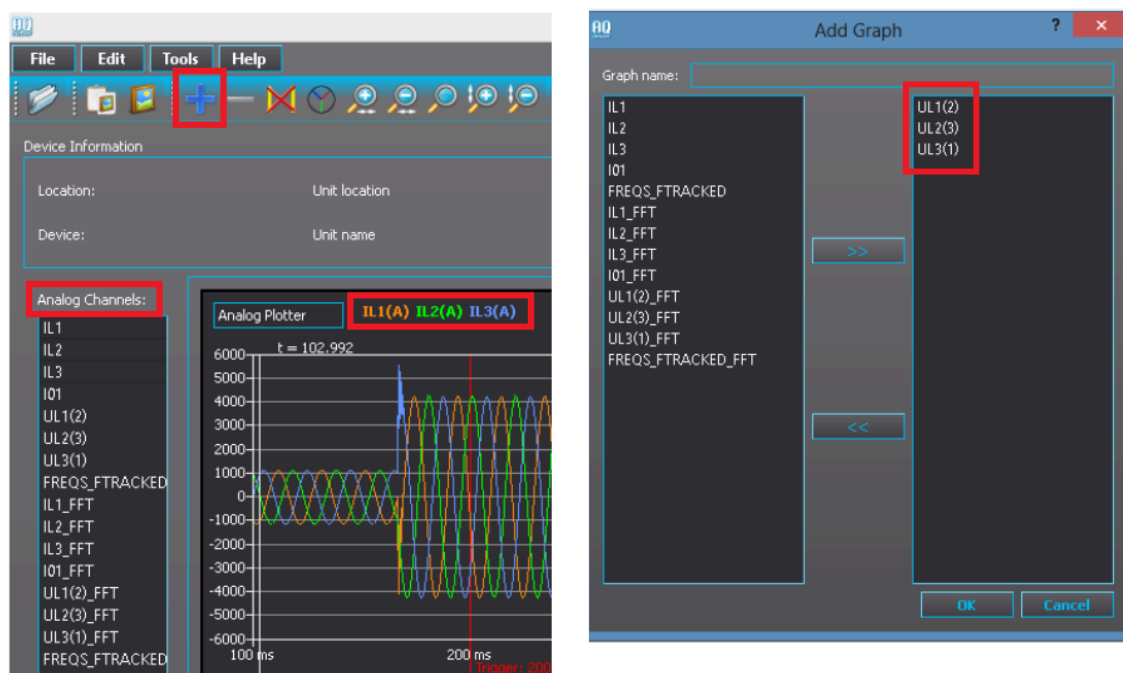 AQ
File Edit Tools Help
Device Information
Location: Unit location
Device: Unit name
Analog Channels:
IL1
IL2
IL3
I01
UL1(2)
UL2(3)
UL3(1)
FREQS_FTRACKED
IL1_FFT
IL2_FFT
IL3_FFT
I01_FFT
UL1(2)_FFT
UL2(3)_FFT
UL3(1)_FFT
FREQS_FTRACKED
Analog Plotter IL1(A) IL2(A) IL3(A)
t = 102.992
6000
5000
4000
3000
2000
1000
0
-1000
-2000
-3000
-4000
-5000
-6000
100 ms 200 ms
Trigger: 200
AQ Add Graph ? ×
Graph name:
IL1
IL2
IL3
I01
FREQS_FTRACKED
IL1_FFT
IL2_FFT
IL3_FFT
I01_FFT
UL1(2)_FFT
UL2(3)_FFT
UL3(1)_FFT
FREQS_FTRACKED_FFT
>>
<<
UL1(2)
UL2(3)
UL3(1)
OK Cancel